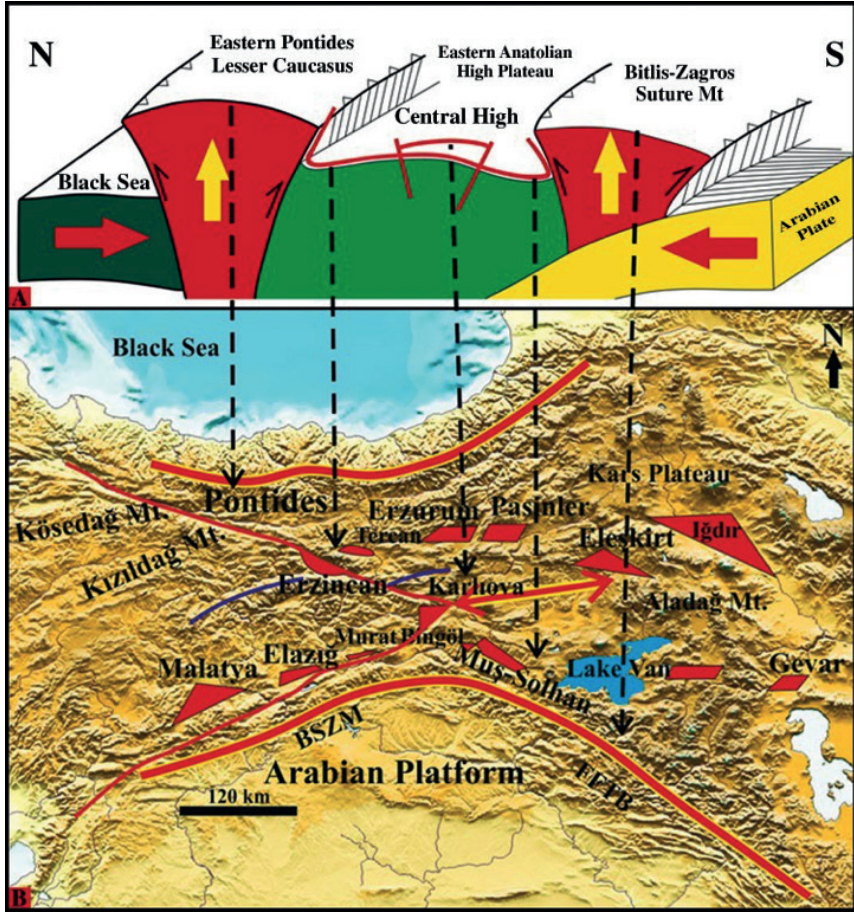 N
Eastern Pontides
Lesser Caucasus
Eastern Anatolian
High Plateau
Bitlis-Zagros
Suture Mt
S
Central High
Black Sea
Arabian
Plate
A
Black Sea
N
Kars Plateau
Pontides
Kösedağ Mt.
Erzurum
Pasinler
Kızıldağ Mt.
Tercan
Eleskirt
Iğdır
Erzincan
Karlıova
Aladağ Mt.
Murat Bingöl
Malatya
Elazığ
Muş-Solhan
Lake Van
Gevar
BSZM
Arabian Platform
FFTB
120 km
B